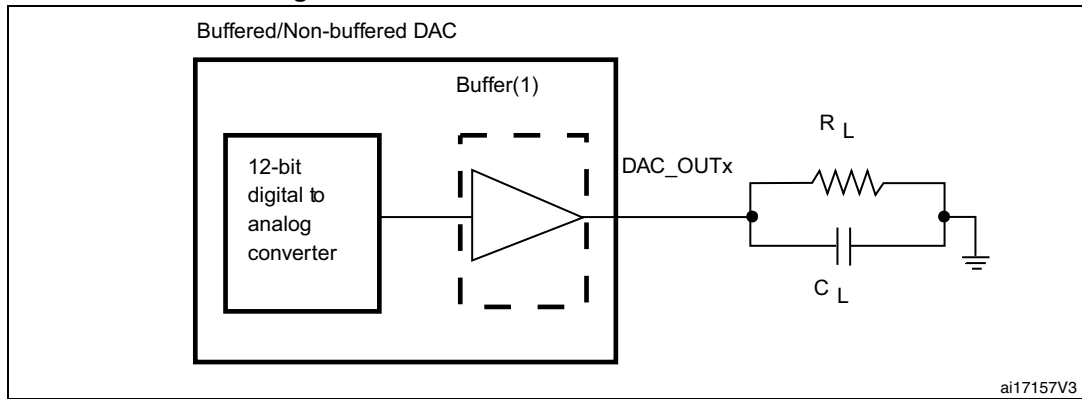 Buffered/Non-buffered DAC
Buffer(1)
12-bit
digital to
analog
converter
DAC_OUTx
R L
C L
ai17157V3